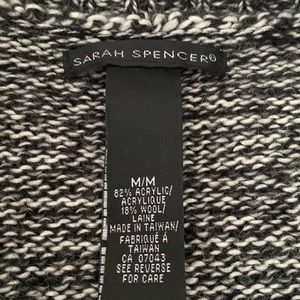 SARAH SPENCER®
M/M
82% ACRYLIC/
ACRYLIQUE
18% WOOL/
LAINE
MADE IN TAIWAN/
FABRIQUÉ À
TAIWAN
CA 07043
SEE REVERSE
FOR CARE